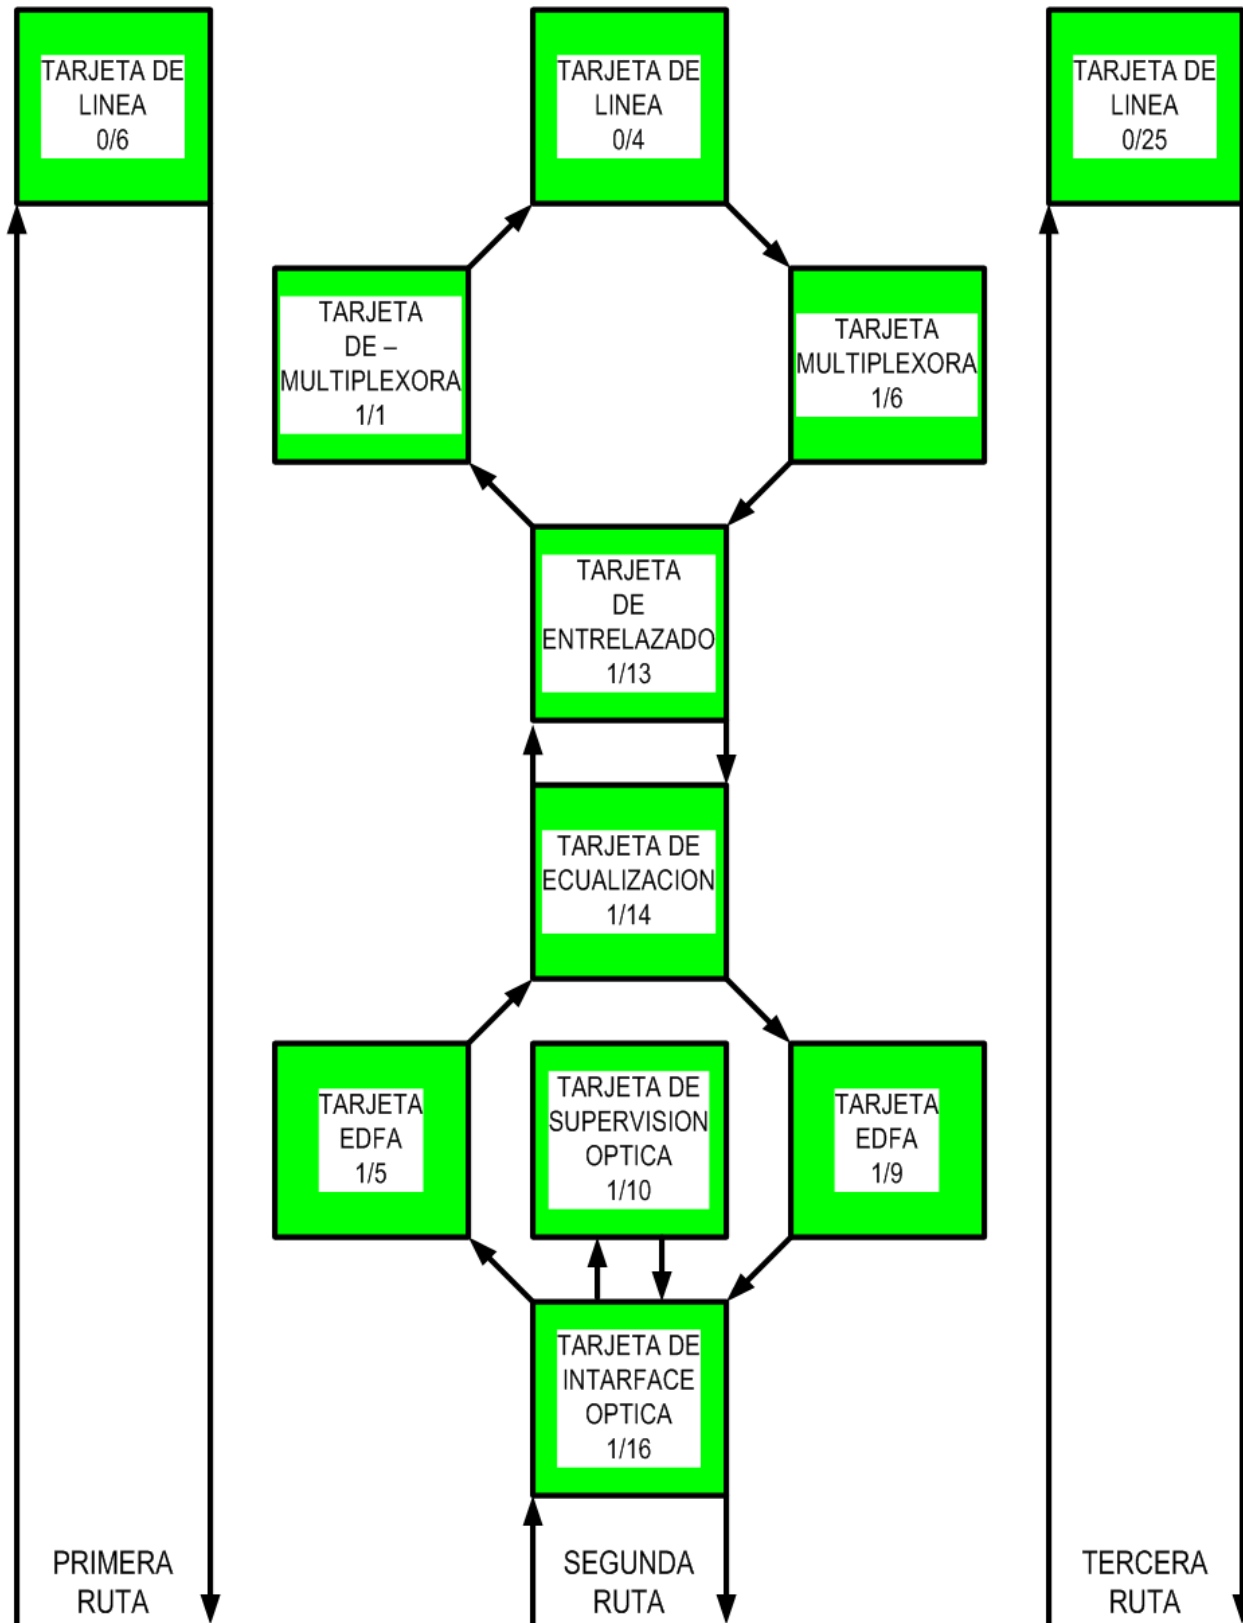 TARJETA DE
LINEA
0/6
TARJETA DE
LINEA
0/4
TARJETA DE
LINEA
0/25
TARJETA
DE –
MULTIPLEXORA
1/1
TARJETA
MULTIPLEXORA
1/6
TARJETA
DE
ENTRELAZADO
1/13
TARJETA DE
ECUALIZACION
1/14
TARJETA
EDFA
1/5
TARJETA DE
SUPERVISION
OPTICA
1/10
TARJETA
EDFA
1/9
TARJETA DE
INTARFACE
OPTICA
1/16
PRIMERA
RUTA
SEGUNDA
RUTA
TERCERA
RUTA